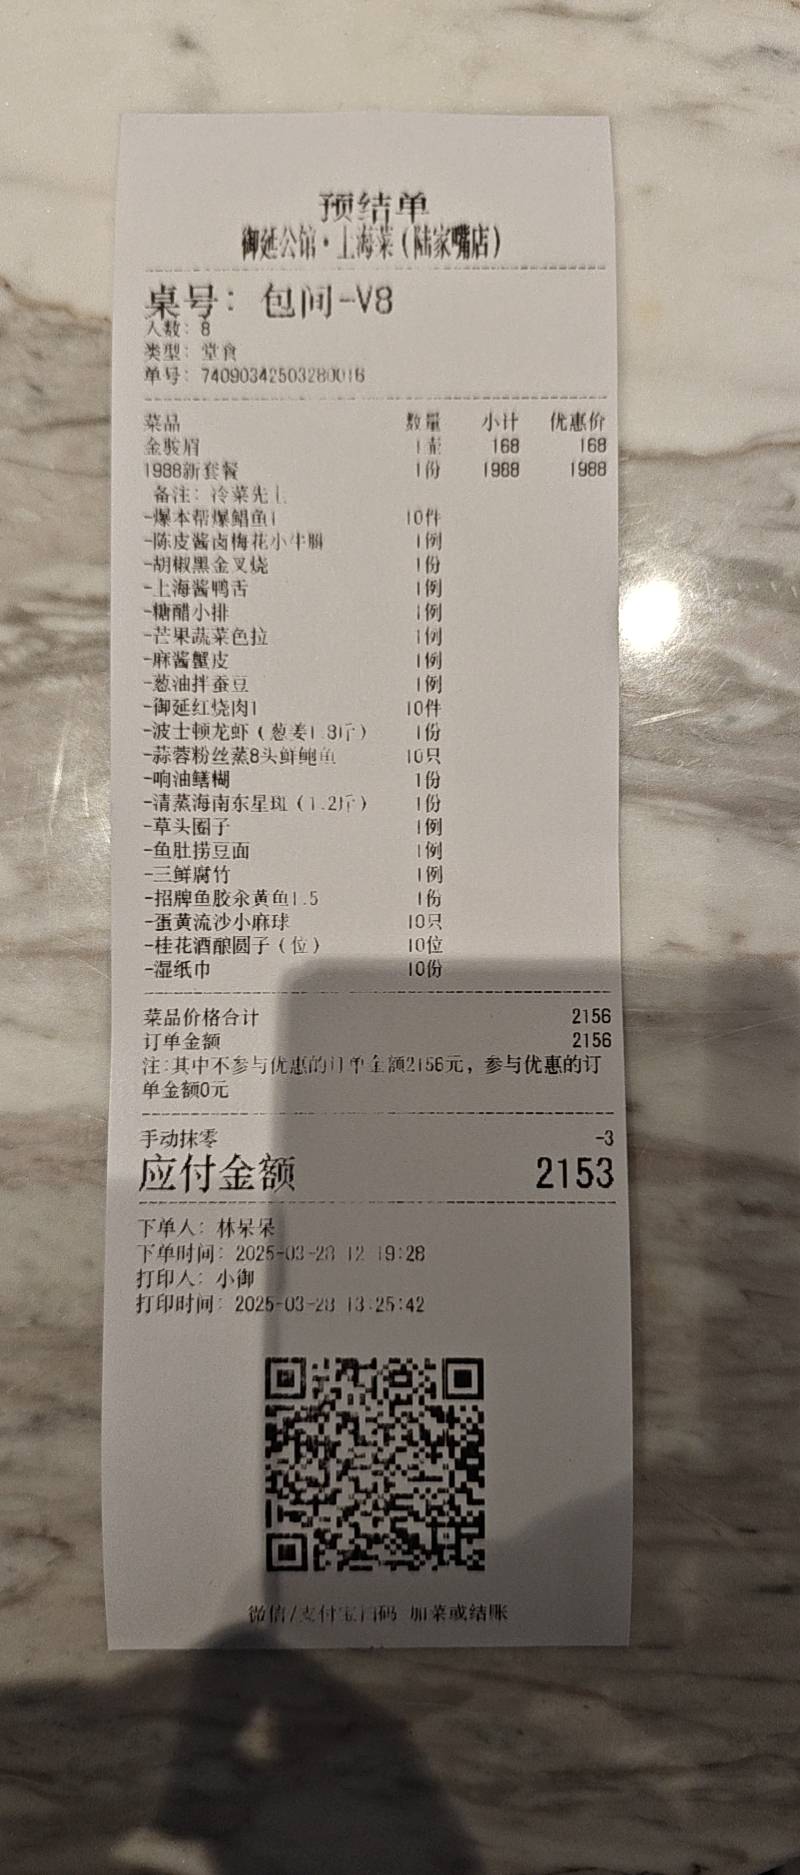 预结单
御延公馆·上海菜(陆家嘴店)
桌号: 包间-V8
人数: 8
类型: 堂食
单号: 74090342503280016
菜品 数量 小计 优惠价
金骏眉 1壶 168 168
1988新套餐 1份 1988 1988
备注: 冷菜先上
-爆本帮爆鲳鱼1 10件
-陈皮酱卤梅花小牛腱 1例
-胡椒黑金叉烧 1份
-上海酱鸭舌 1例
-糖醋小排 1例
-芒果蔬菜色拉 1例
-麻酱蟹皮 1例
-葱油拌蚕豆 1例
-御延红烧肉1 10件
-波士顿龙虾(葱姜1.8斤) 1份
-蒜蓉粉丝蒸8头鲜鲍鱼 10只
-响油鳝糊 1份
-清蒸海南东星斑(1.2斤) 1份
-草头圈子 1例
-鱼肚捞豆面 1例
-三鲜腐竹 1例
-招牌鱼胶汆黄鱼1.5 1份
-蛋黄流沙小麻球 10只
-桂花酒酿圆子(位) 10位
-湿纸巾 10份
菜品价格合计 2156
订单金额 2156
注:其中不参与优惠的订单金额2156元, 参与优惠的订
单金额0元
手动抹零 -3
应付金额 2153
下单人: 林呆呆
下单时间: 2025-03-28 12:19:28
打印人: 小御
打印时间: 2025-03-28 13:25:42
微信/支付宝扫码 加菜或结账